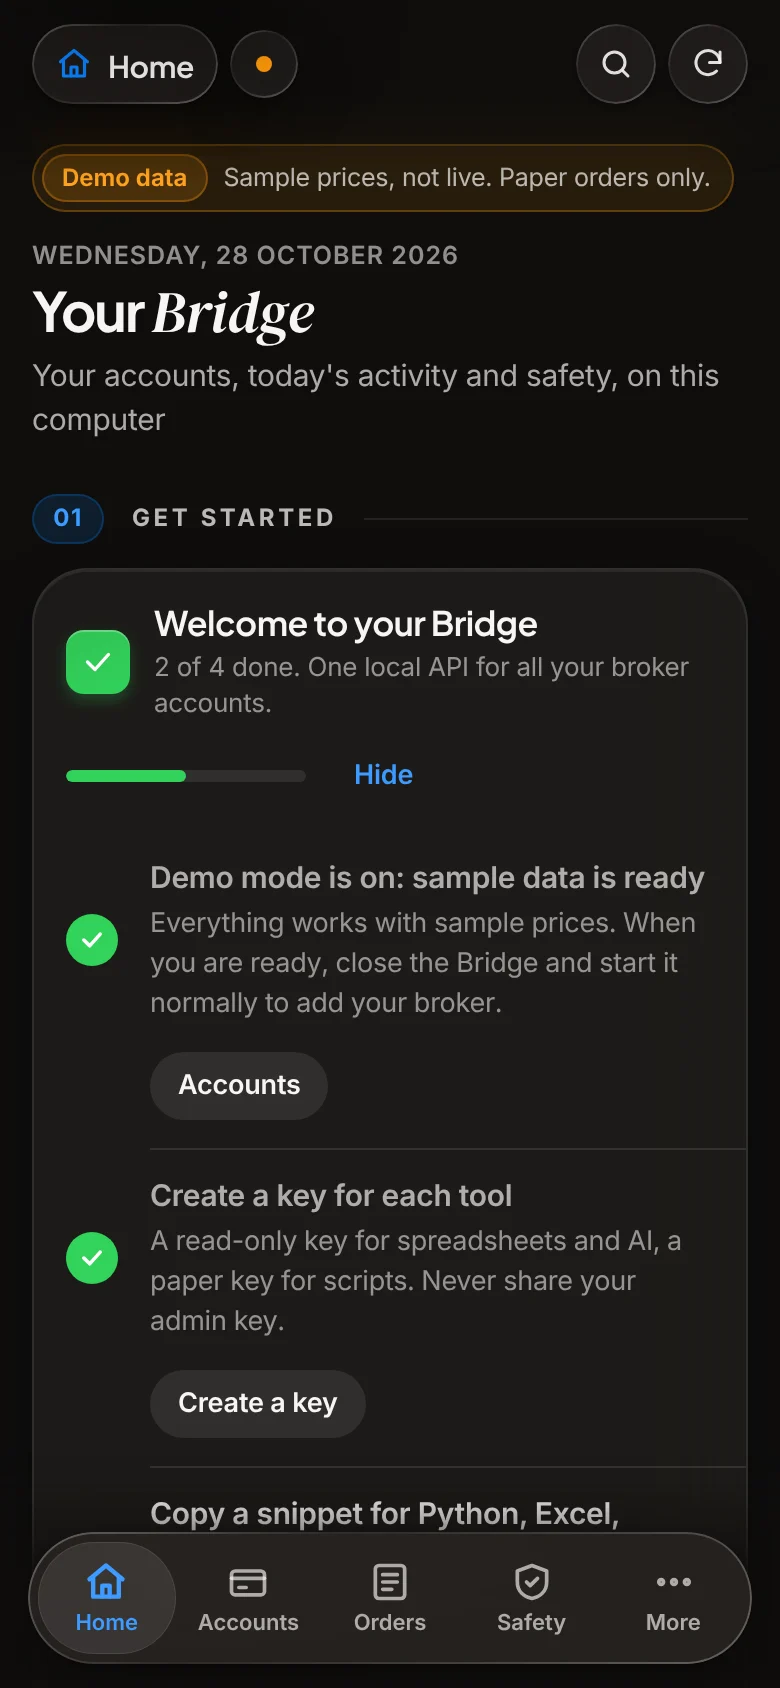 Home
Demo data Sample prices, not live. Paper orders only.
WEDNESDAY, 28 OCTOBER 2026
Your Bridge
Your accounts, today's activity and safety, on this
computer
01 GET STARTED
Welcome to your Bridge
2 of 4 done. One local API for all your broker
accounts.
Hide
Demo mode is on: sample data is ready
Everything works with sample prices. When
you are ready, close the Bridge and start it
normally to add your broker.
Accounts
Create a key for each tool
A read-only key for spreadsheets and AI, a
paper key for scripts. Never share your
admin key.
Create a key
Copy a snippet for Python, Excel,
Home Accounts Orders Safety More